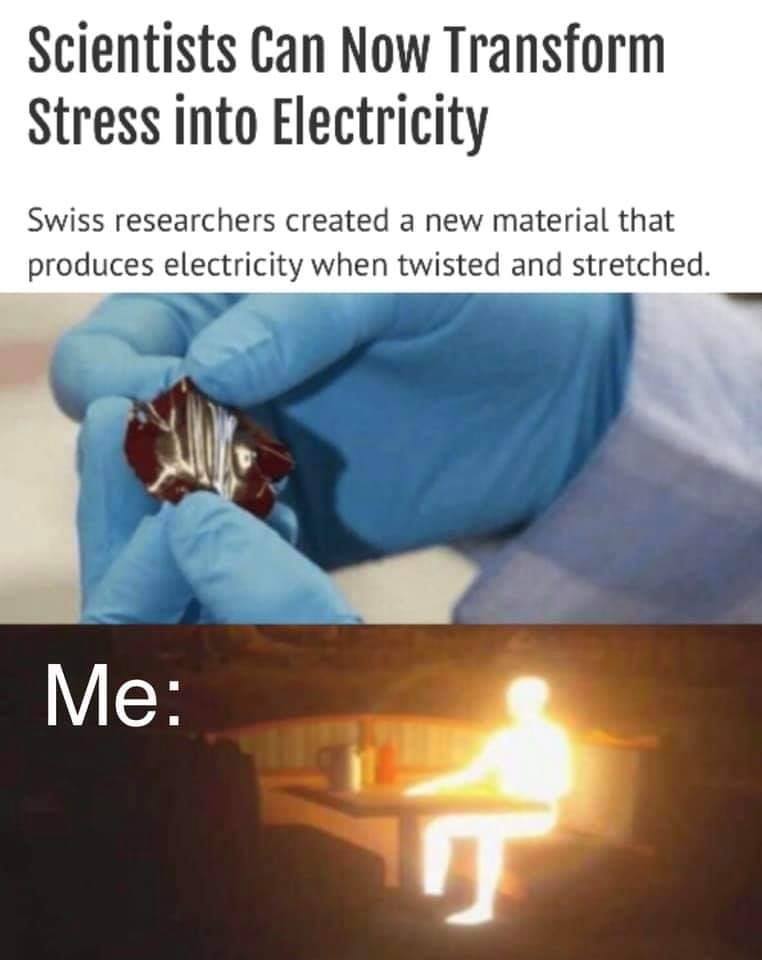 Scientists Can Now Transform
Stress into Electricity
Swiss researchers created a new material that
produces electricity when twisted and stretched.
Me: